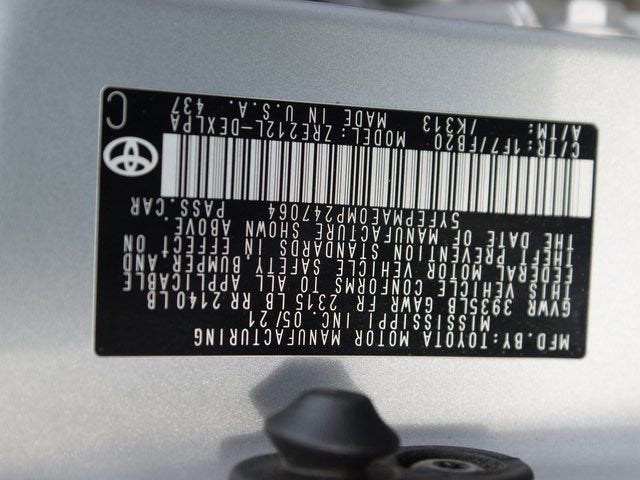 MFD.BY:TOYOTA MOTOR MANUFACTURING
MISSISSIPPI INC. 05/21
GVWR 3935LB GAWR FR 2315 LB RR 2140LB
THIS VEHICLE CONFORMS TO ALL APPLICABLE
FEDERAL MOTOR VEHICLE SAFETY BUMPER AND
THEFT PREVENTION STANDARDS IN EFFECT ON
THE DATE OF MANUFACTURE SHOWN ABOVE
5YFEPMAE0MP247064 PASS.CAR
C/TR:1F7/FB20 MODEL:ZRE212L-DEXLPA
A/TM: /K313 MADE IN U.S.A. 437
C